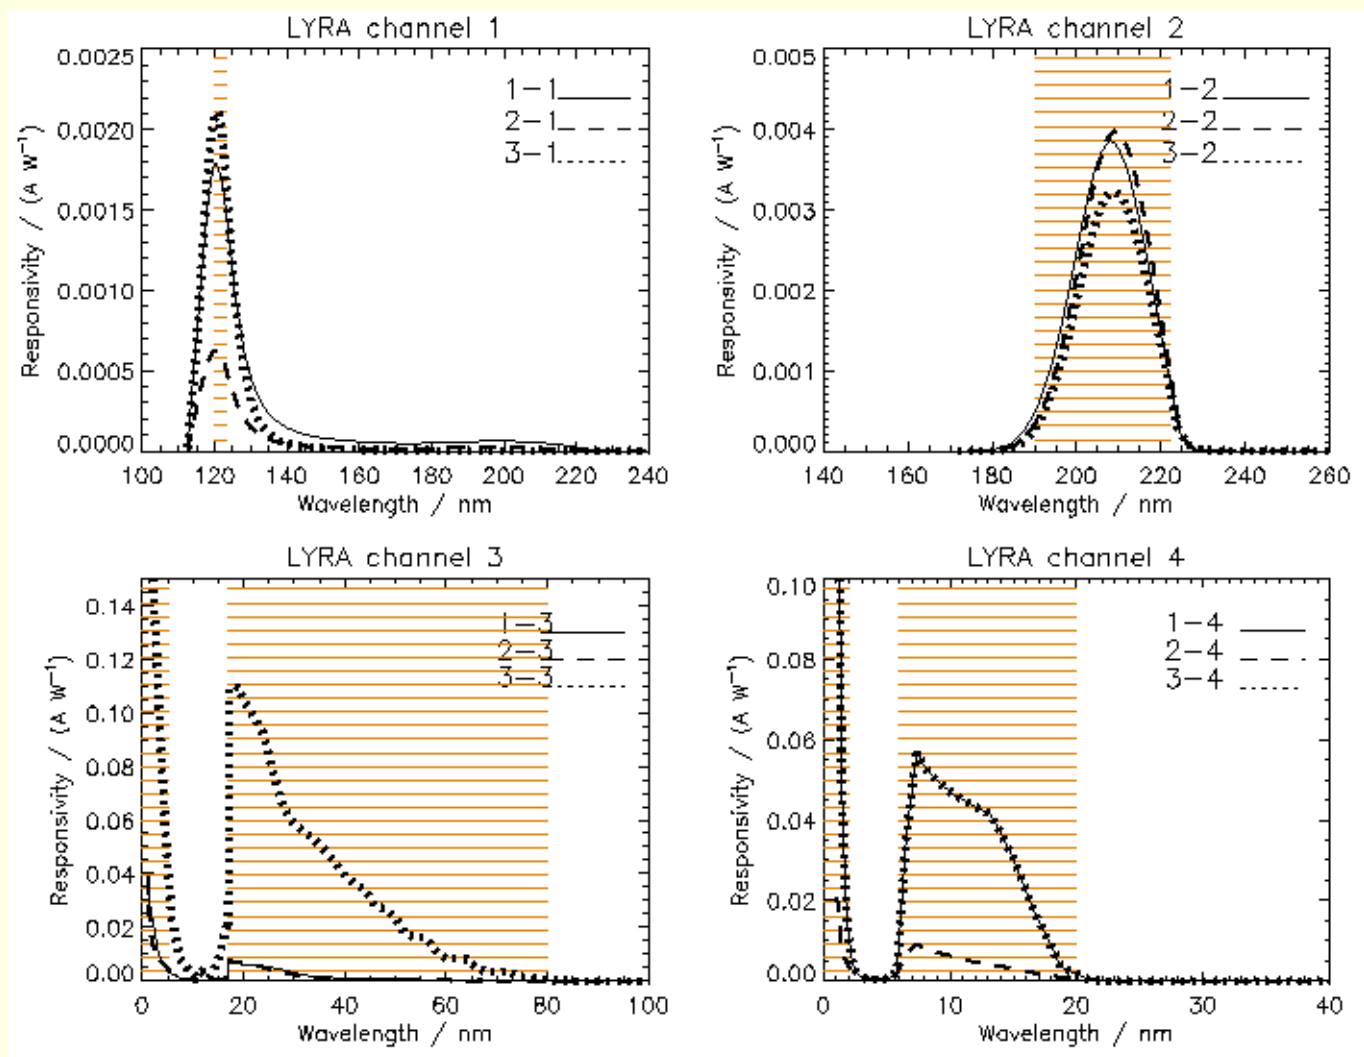 LYRA channel 1
0.0025
0.0020
0.0015
0.0010
0.0005
0.0000
Responsivity / (A W⁻¹)
1-1
2-1
3-1
100 120 140 160 180 200 220 240
Wavelength / nm
LYRA channel 2
0.005
0.004
0.003
0.002
0.001
0.000
Responsivity / (A W⁻¹)
1-2
2-2
3-2
140 160 180 200 220 240 260
Wavelength / nm
LYRA channel 3
0.14
0.12
0.10
0.08
0.06
0.04
0.02
0.00
Responsivity / (A W⁻¹)
1-3
2-3
3-3
0 20 40 60 80 100
Wavelength / nm
LYRA channel 4
0.10
0.08
0.06
0.04
0.02
0.00
Responsivity / (A W⁻¹)
1-4
2-4
3-4
0 10 20 30 40
Wavelength / nm